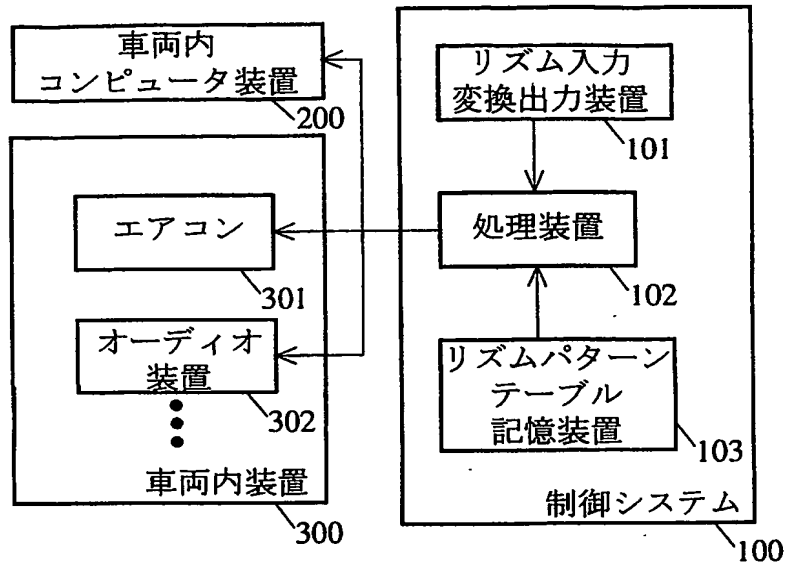 車両内
コンピュータ装置
200
エアコン
301
オーディオ
装置
302
車両内装置
300
リズム入力
変換出力装置
101
処理装置
102
リズムパターン
テーブル
記憶装置
103
制御システム
100